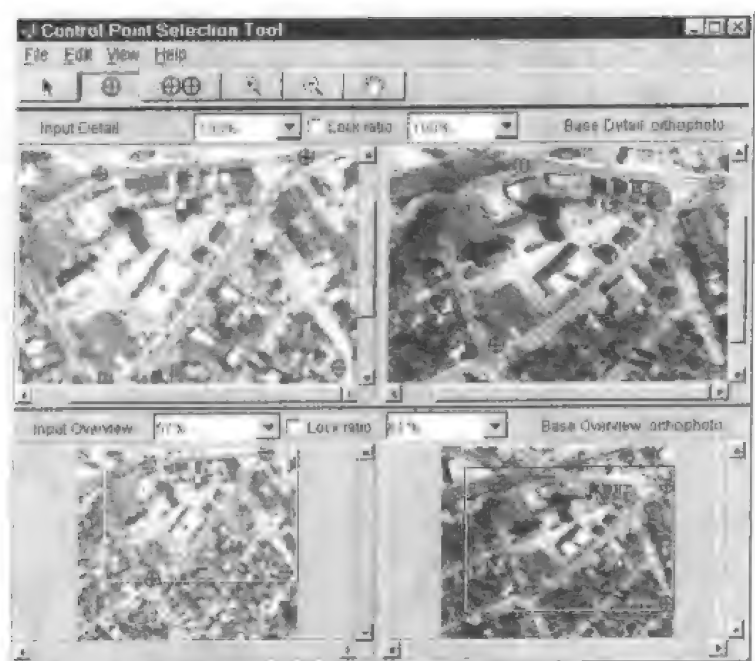 Control Point Selection Tool
File Edit View Help
Input Detail
Lock ratio
100%
Base Detail orthophoto
Input Overview
Lock ratio
Base Overview orthophoto